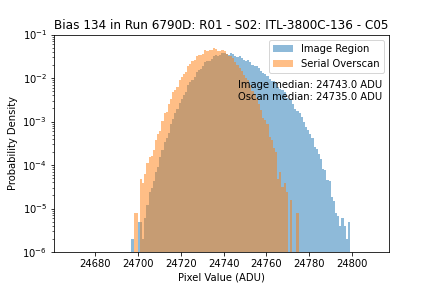 Bias 134 in Run 6790D: R01 - S02: ITL-3800C-136 - C05
Image Region
Serial Overscan
Image median: 24743.0 ADU
Oscan median: 24735.0 ADU
Probability Density
10⁻¹
10⁻²
10⁻³
10⁻⁴
10⁻⁵
10⁻⁶
24680 24700 24720 24740 24760 24780 24800
Pixel Value (ADU)